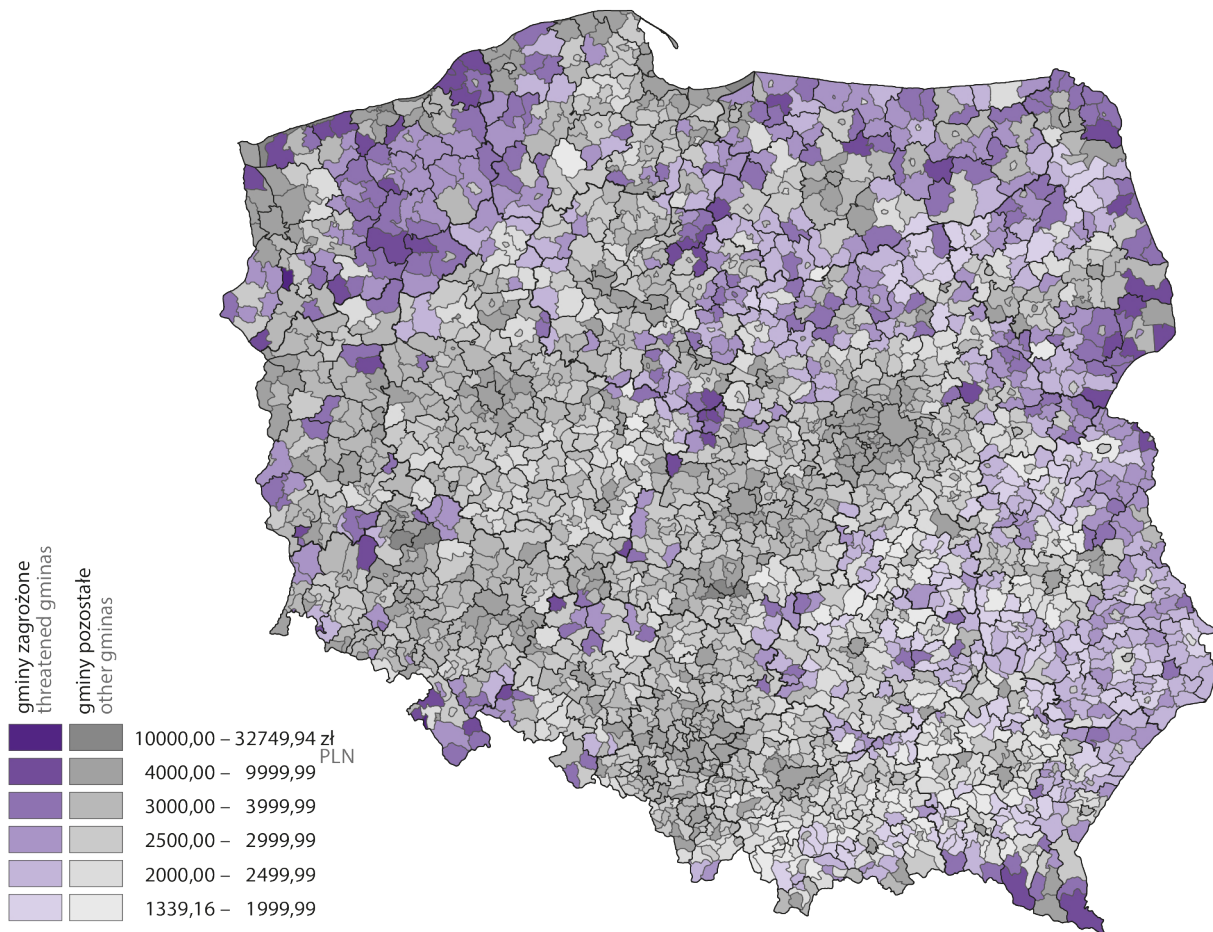 gminy zagrożone
threatened gminas
gminy pozostałe
other gminas
10000,00 – 32749,94 zł
PLN
4000,00 – 9999,99
3000,00 – 3999,99
2500,00 – 2999,99
2000,00 – 2499,99
1339,16 – 1999,99